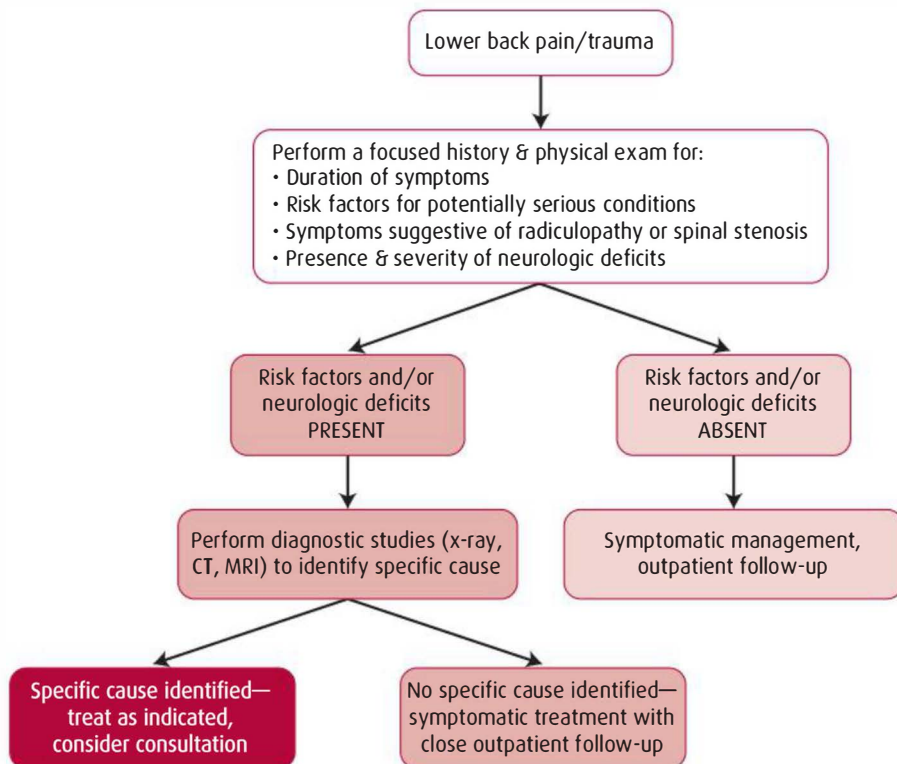 Lower back pain/trauma
Perform a focused history & physical exam for:
• Duration of symptoms
• Risk factors for potentially serious conditions
• Symptoms suggestive of radiculopathy or spinal stenosis
• Presence & severity of neurologic deficits
Risk factors and/or
neurologic deficits
PRESENT
Risk factors and/or
neurologic deficits
ABSENT
Perform diagnostic studies (x-ray,
CT, MRI) to identify specific cause
Symptomatic management,
outpatient follow-up
Specific cause identified—
treat as indicated,
consider consultation
No specific cause identified—
symptomatic treatment with
close outpatient follow-up